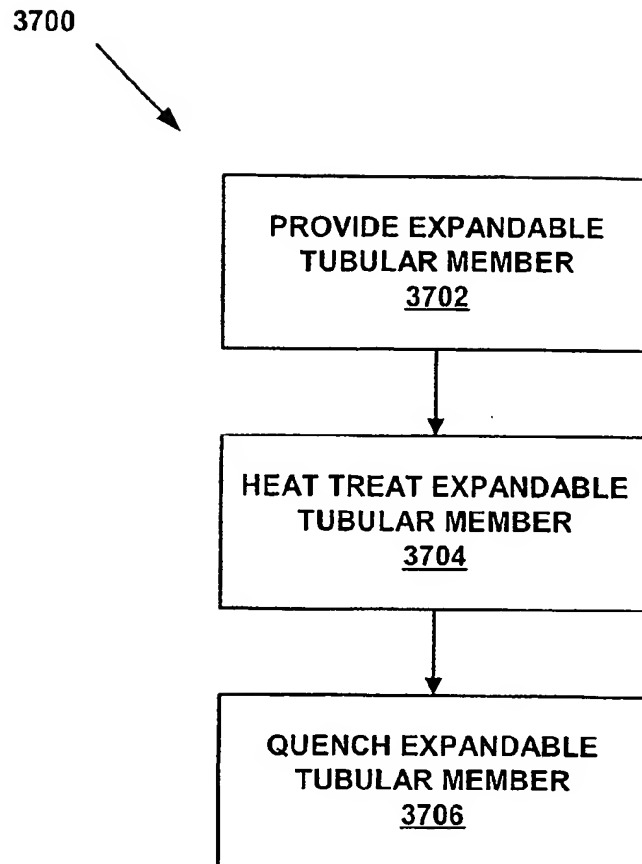 3700
PROVIDE EXPANDABLE
TUBULAR MEMBER
3702
HEAT TREAT EXPANDABLE
TUBULAR MEMBER
3704
QUENCH EXPANDABLE
TUBULAR MEMBER
3706